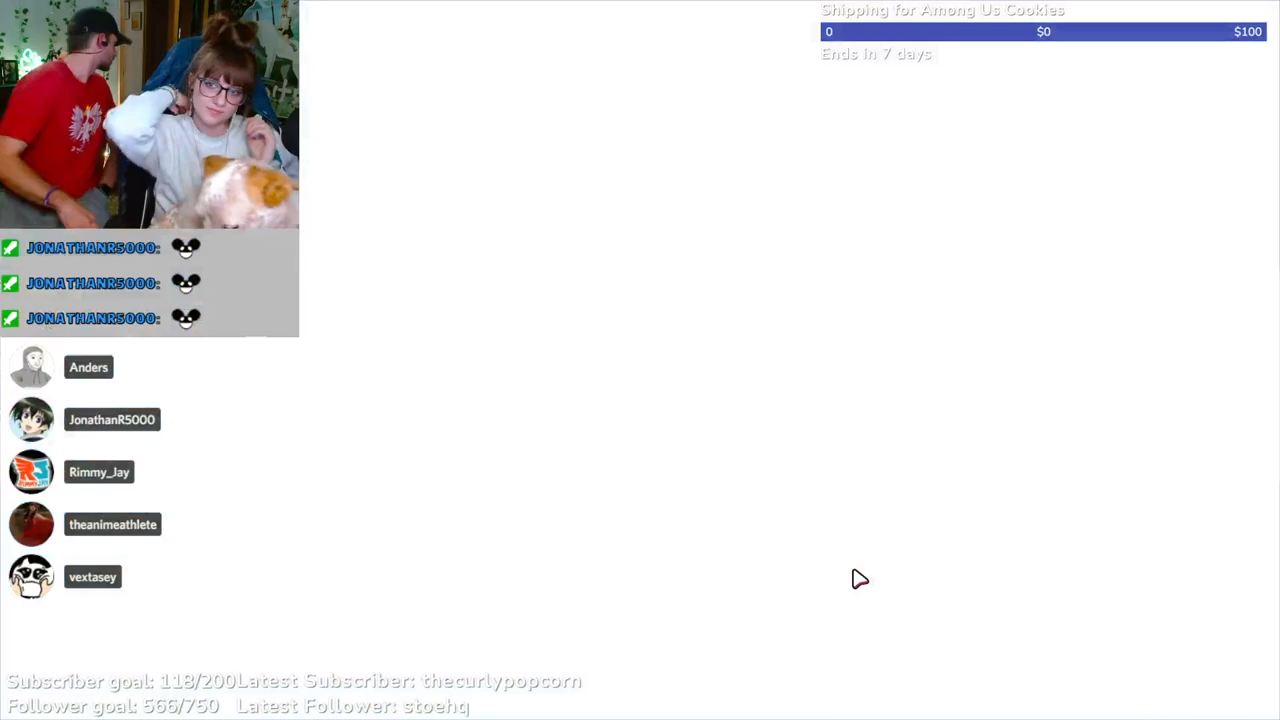 Shipping for Among Us Cookies
0 $0 $100
Ends in 7 days
JONATHANR5000:
JONATHANR5000:
JONATHANR5000:
Anders
JonathanR5000
Rimmy_Jay
theanimeathlete
vextasey
Subscriber goal: 118/200Latest Subscriber: thecurlypopcorn
Follower goal: 566/750 Latest Follower: stoehq